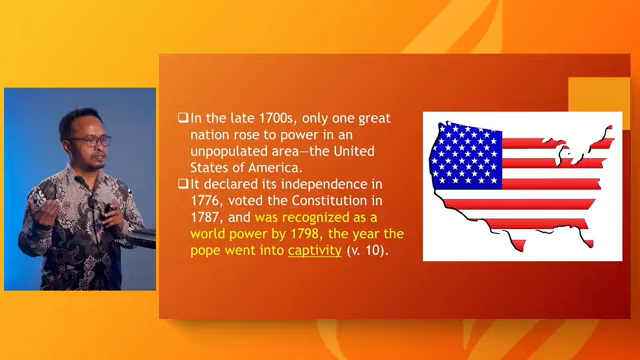 ❑In the late 1700s, only one great
nation rose to power in an
unpopulated area—the United
States of America.
❑It declared its independence in
1776, voted the Constitution in
1787, and was recognized as a
world power by 1798, the year the
pope went into captivity (v. 10).